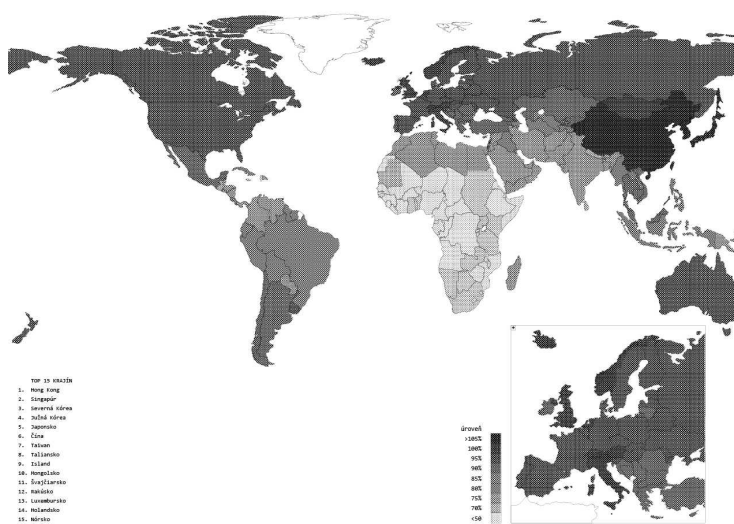 TOP 15 KRAJÍN
1. Hong Kong
2. Singapúr
3. Severná Kórea
4. Južná Kórea
5. Japonsko
6. Čína
7. Taiwan
8. Taliansko
9. Island
10. Mongolsko
11. Švajčiarsko
12. Rakúsko
13. Luxembursko
14. Holandsko
15. Nórsko
úroveň
>105%
100%
95%
90%
85%
80%
75%
70%
<50